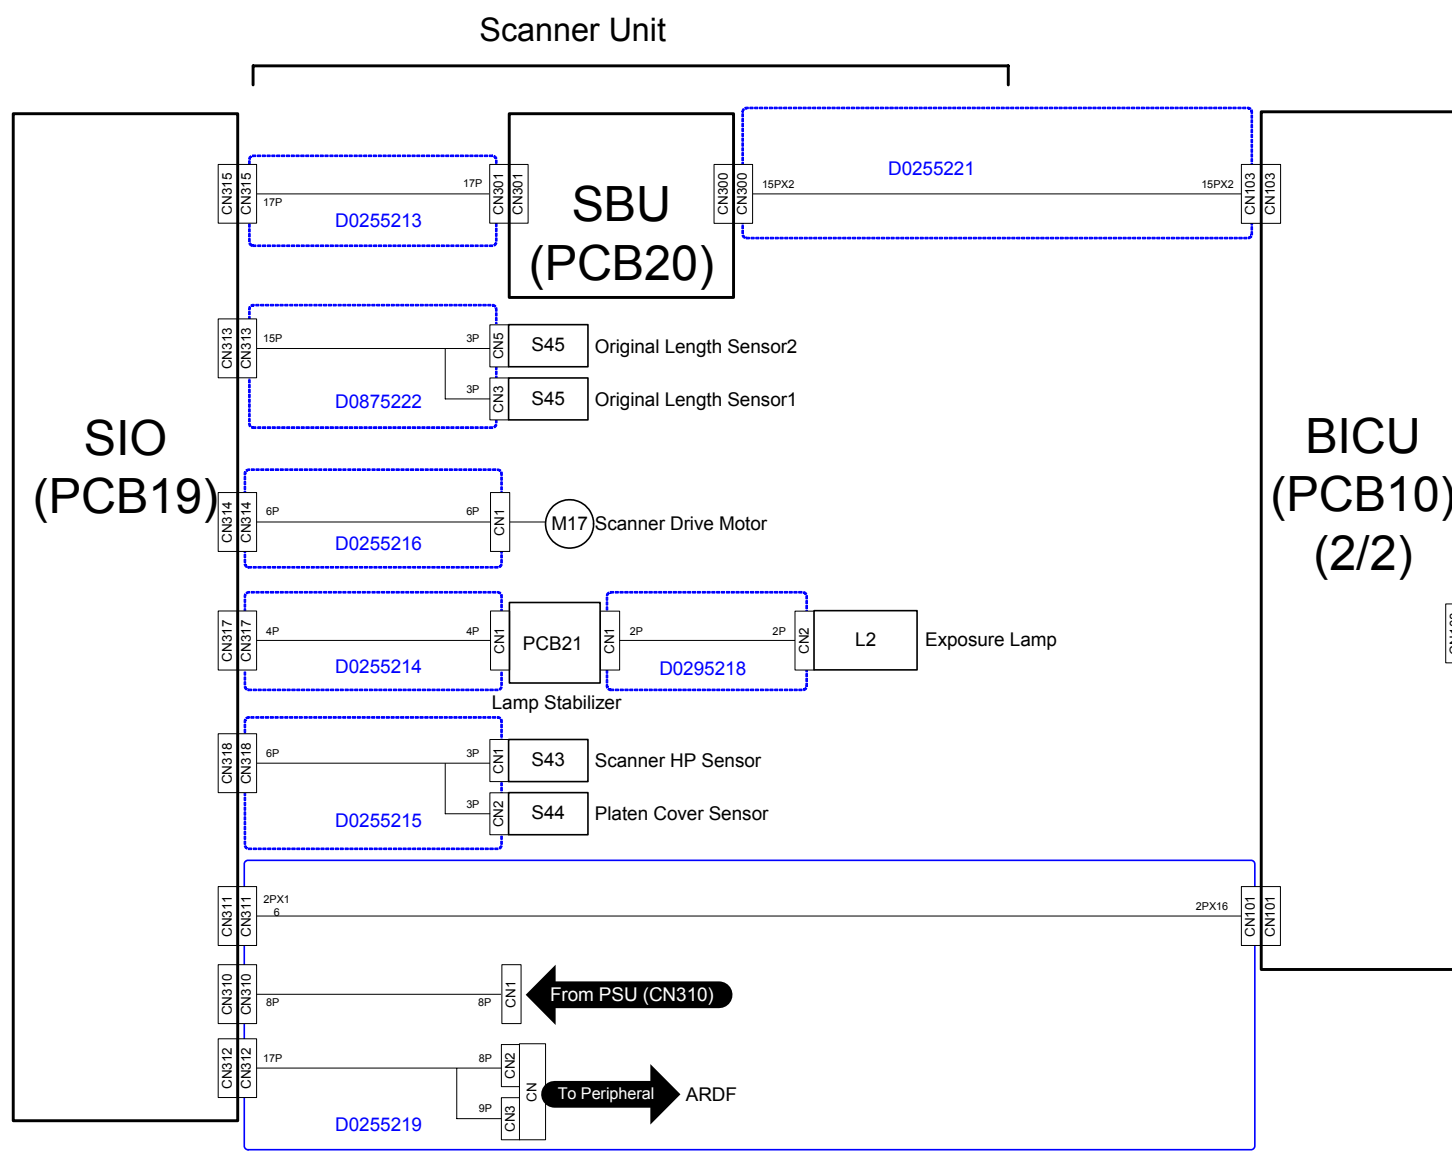 Scanner Unit
SIO
(PCB19)
SBU
(PCB20)
BICU
(PCB10)
(2/2)
CN315
CN315
17P
17P
D0255213
CN301
CN301
CN300
CN300
15PX2
D0255221
15PX2
CN103
CN103
CN313
CN313
15P
3P
CN5
S45
Original Length Sensor2
3P
CN3
S45
Original Length Sensor1
D0875222
CN314
CN314
6P
6P
CN1
M17
Scanner Drive Motor
D0255216
CN317
CN317
4P
4P
CN1
PCB21
CN1
2P
2P
CN2
L2
Exposure Lamp
D0255214
D0295218
Lamp Stabilizer
CN318
CN318
6P
3P
CN1
S43
Scanner HP Sensor
3P
CN2
S44
Platen Cover Sensor
D0255215
CN311
CN311
2PX1
6
2PX16
CN101
CN101
CN310
CN310
8P
8P
CN1
From PSU (CN310)
CN312
CN312
17P
8P
CN2
CN
To Peripheral
ARDF
9P
CN3
D0255219